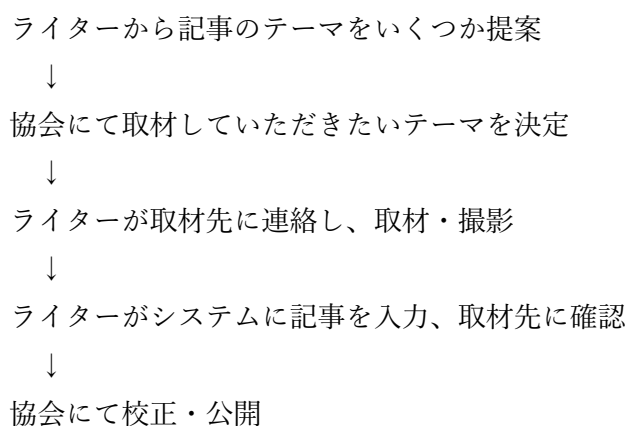 ライターから記事のテーマをいくつか提案
↓
協会にて取材していただきたいテーマを決定
↓
ライターが取材先に連絡し、取材・撮影
↓
ライターがシステムに記事を入力、取材先に確認
↓
協会にて校正・公開